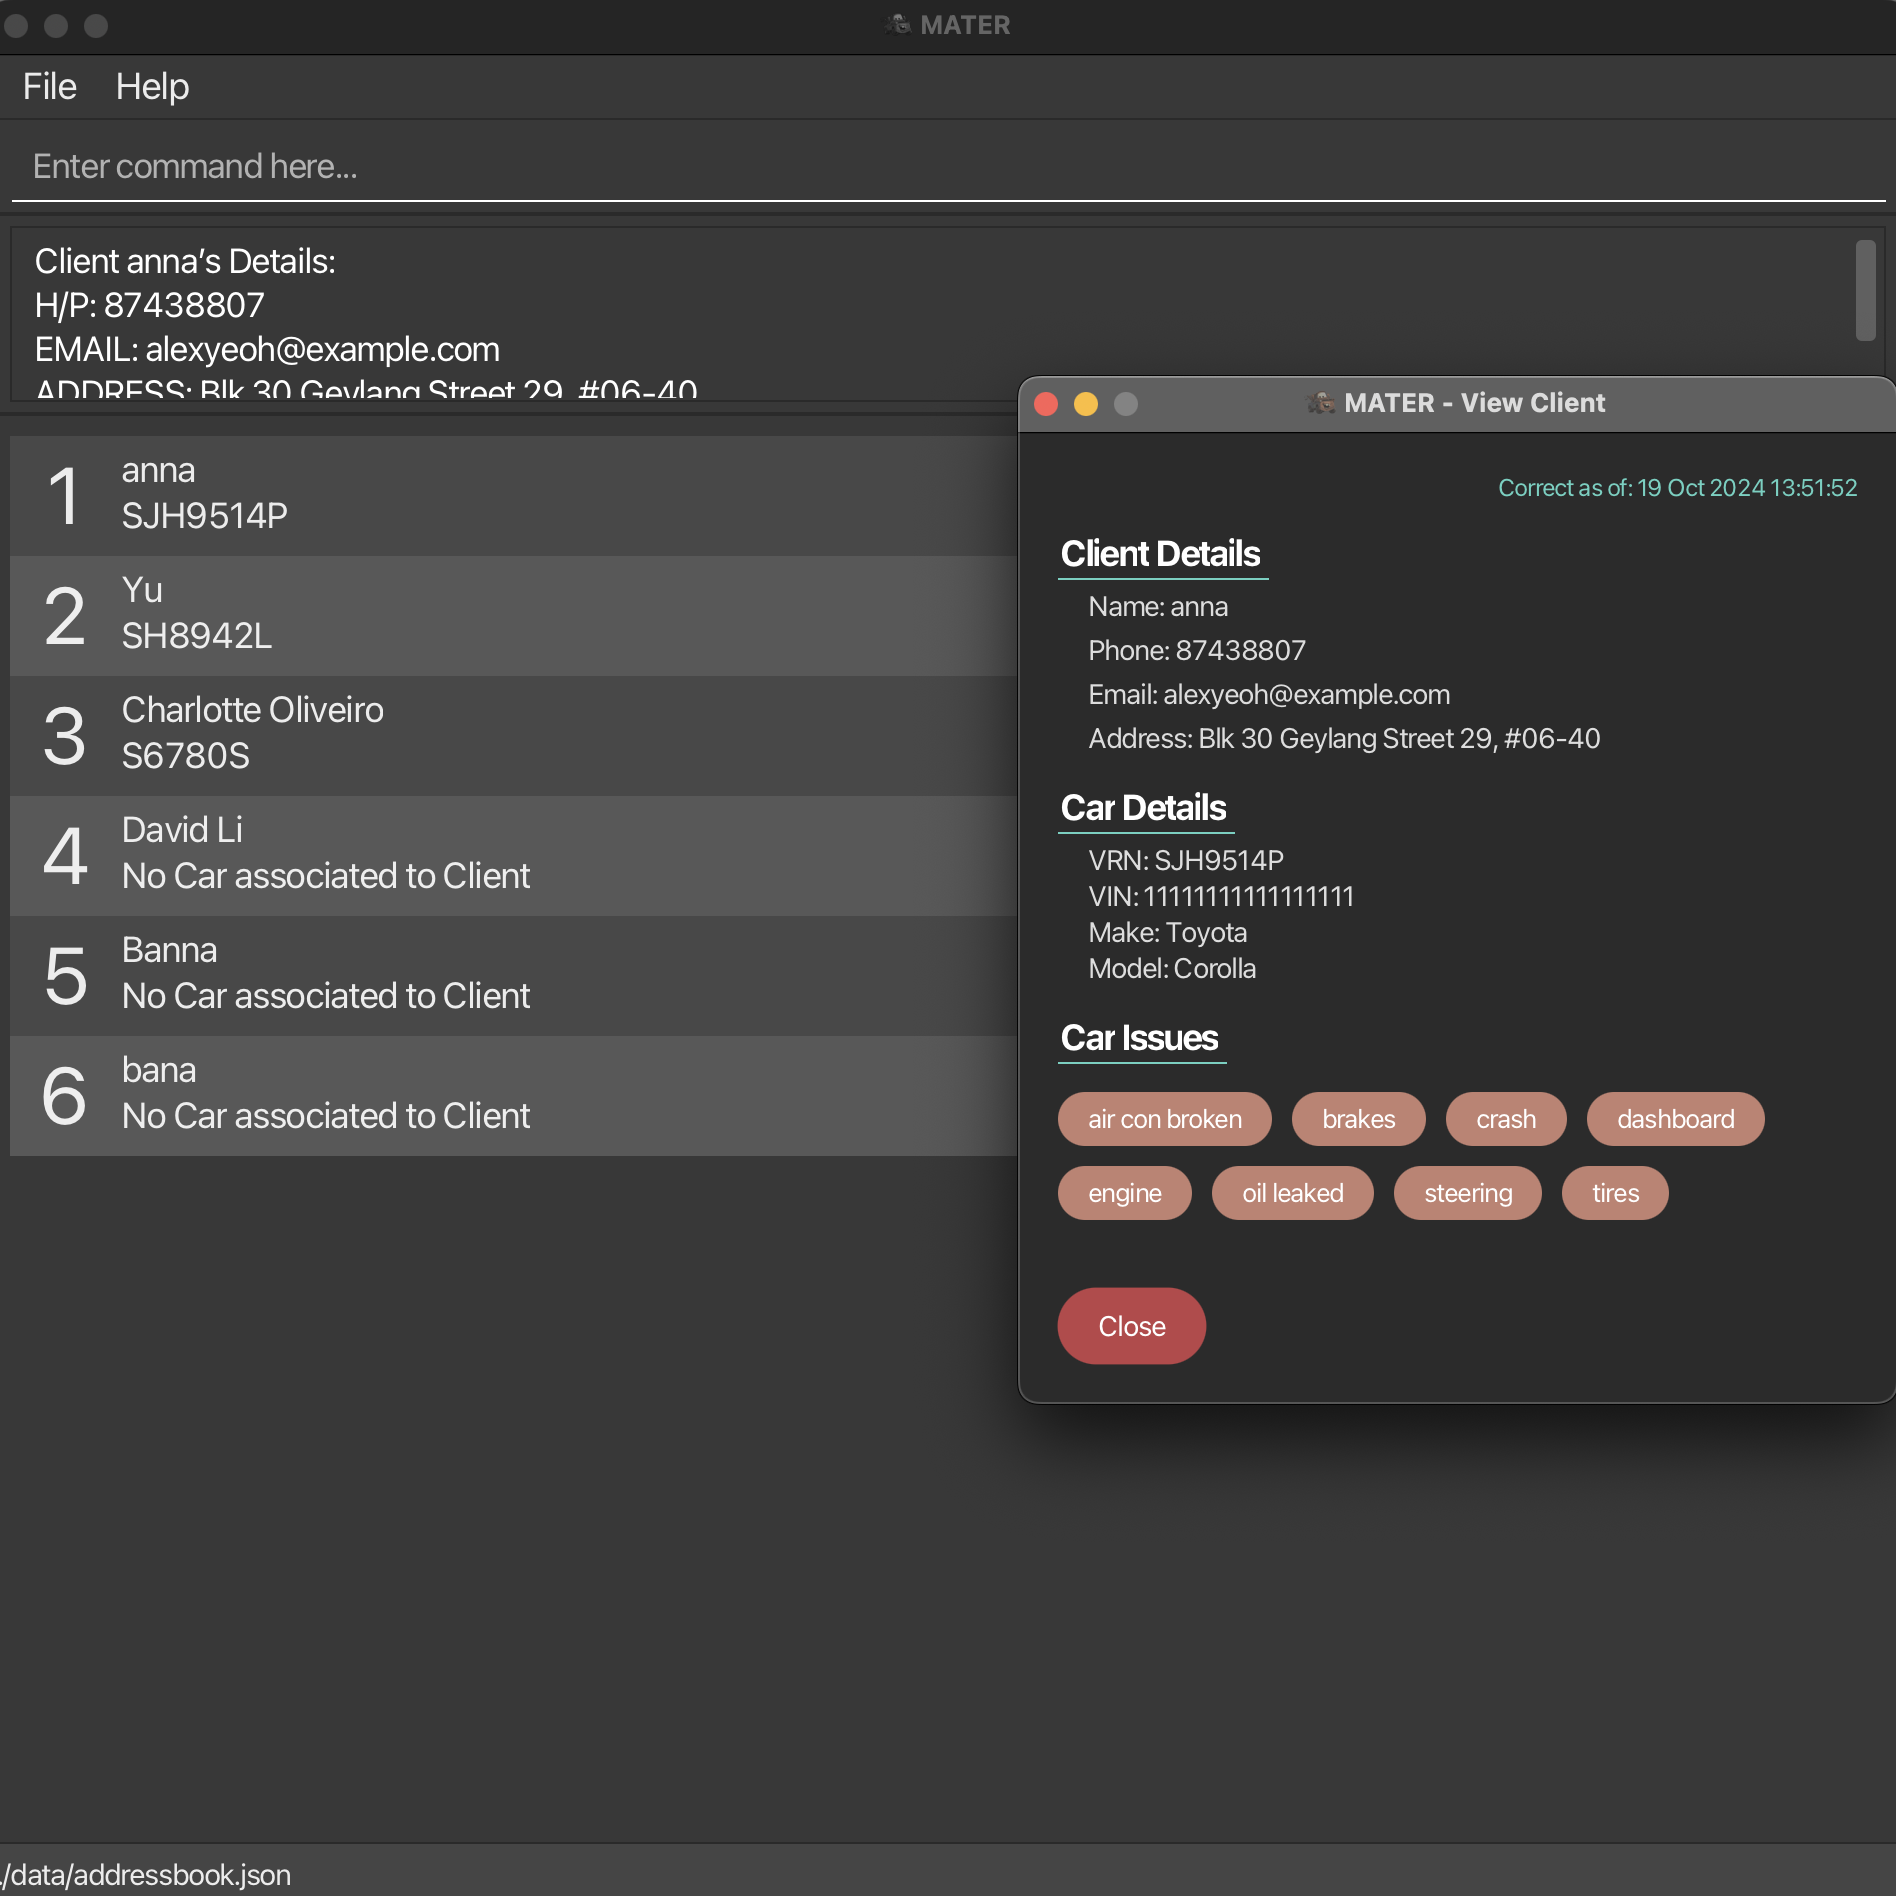 MATER
File Help
Enter command here...
Client anna's Details:
H/P: 87438807
EMAIL: alexyeoh@example.com
ADDRESS: Blk 30 Geylang Street 29, #06-40
1
anna
SJH9514P
2
Yu
SH8942L
3
Charlotte Oliveiro
S6780S
4
David Li
No Car associated to Client
5
Banna
No Car associated to Client
6
bana
No Car associated to Client
MATER - View Client
Correct as of: 19 Oct 2024 13:51:52
Client Details
Name: anna
Phone: 87438807
Email: alexyeoh@example.com
Address: Blk 30 Geylang Street 29, #06-40
Car Details
VRN: SJH9514P
VIN: 11111111111111111
Make: Toyota
Model: Corolla
Car Issues
air con broken brakes crash dashboard
engine oil leaked steering tires
Close
./data/addressbook.json